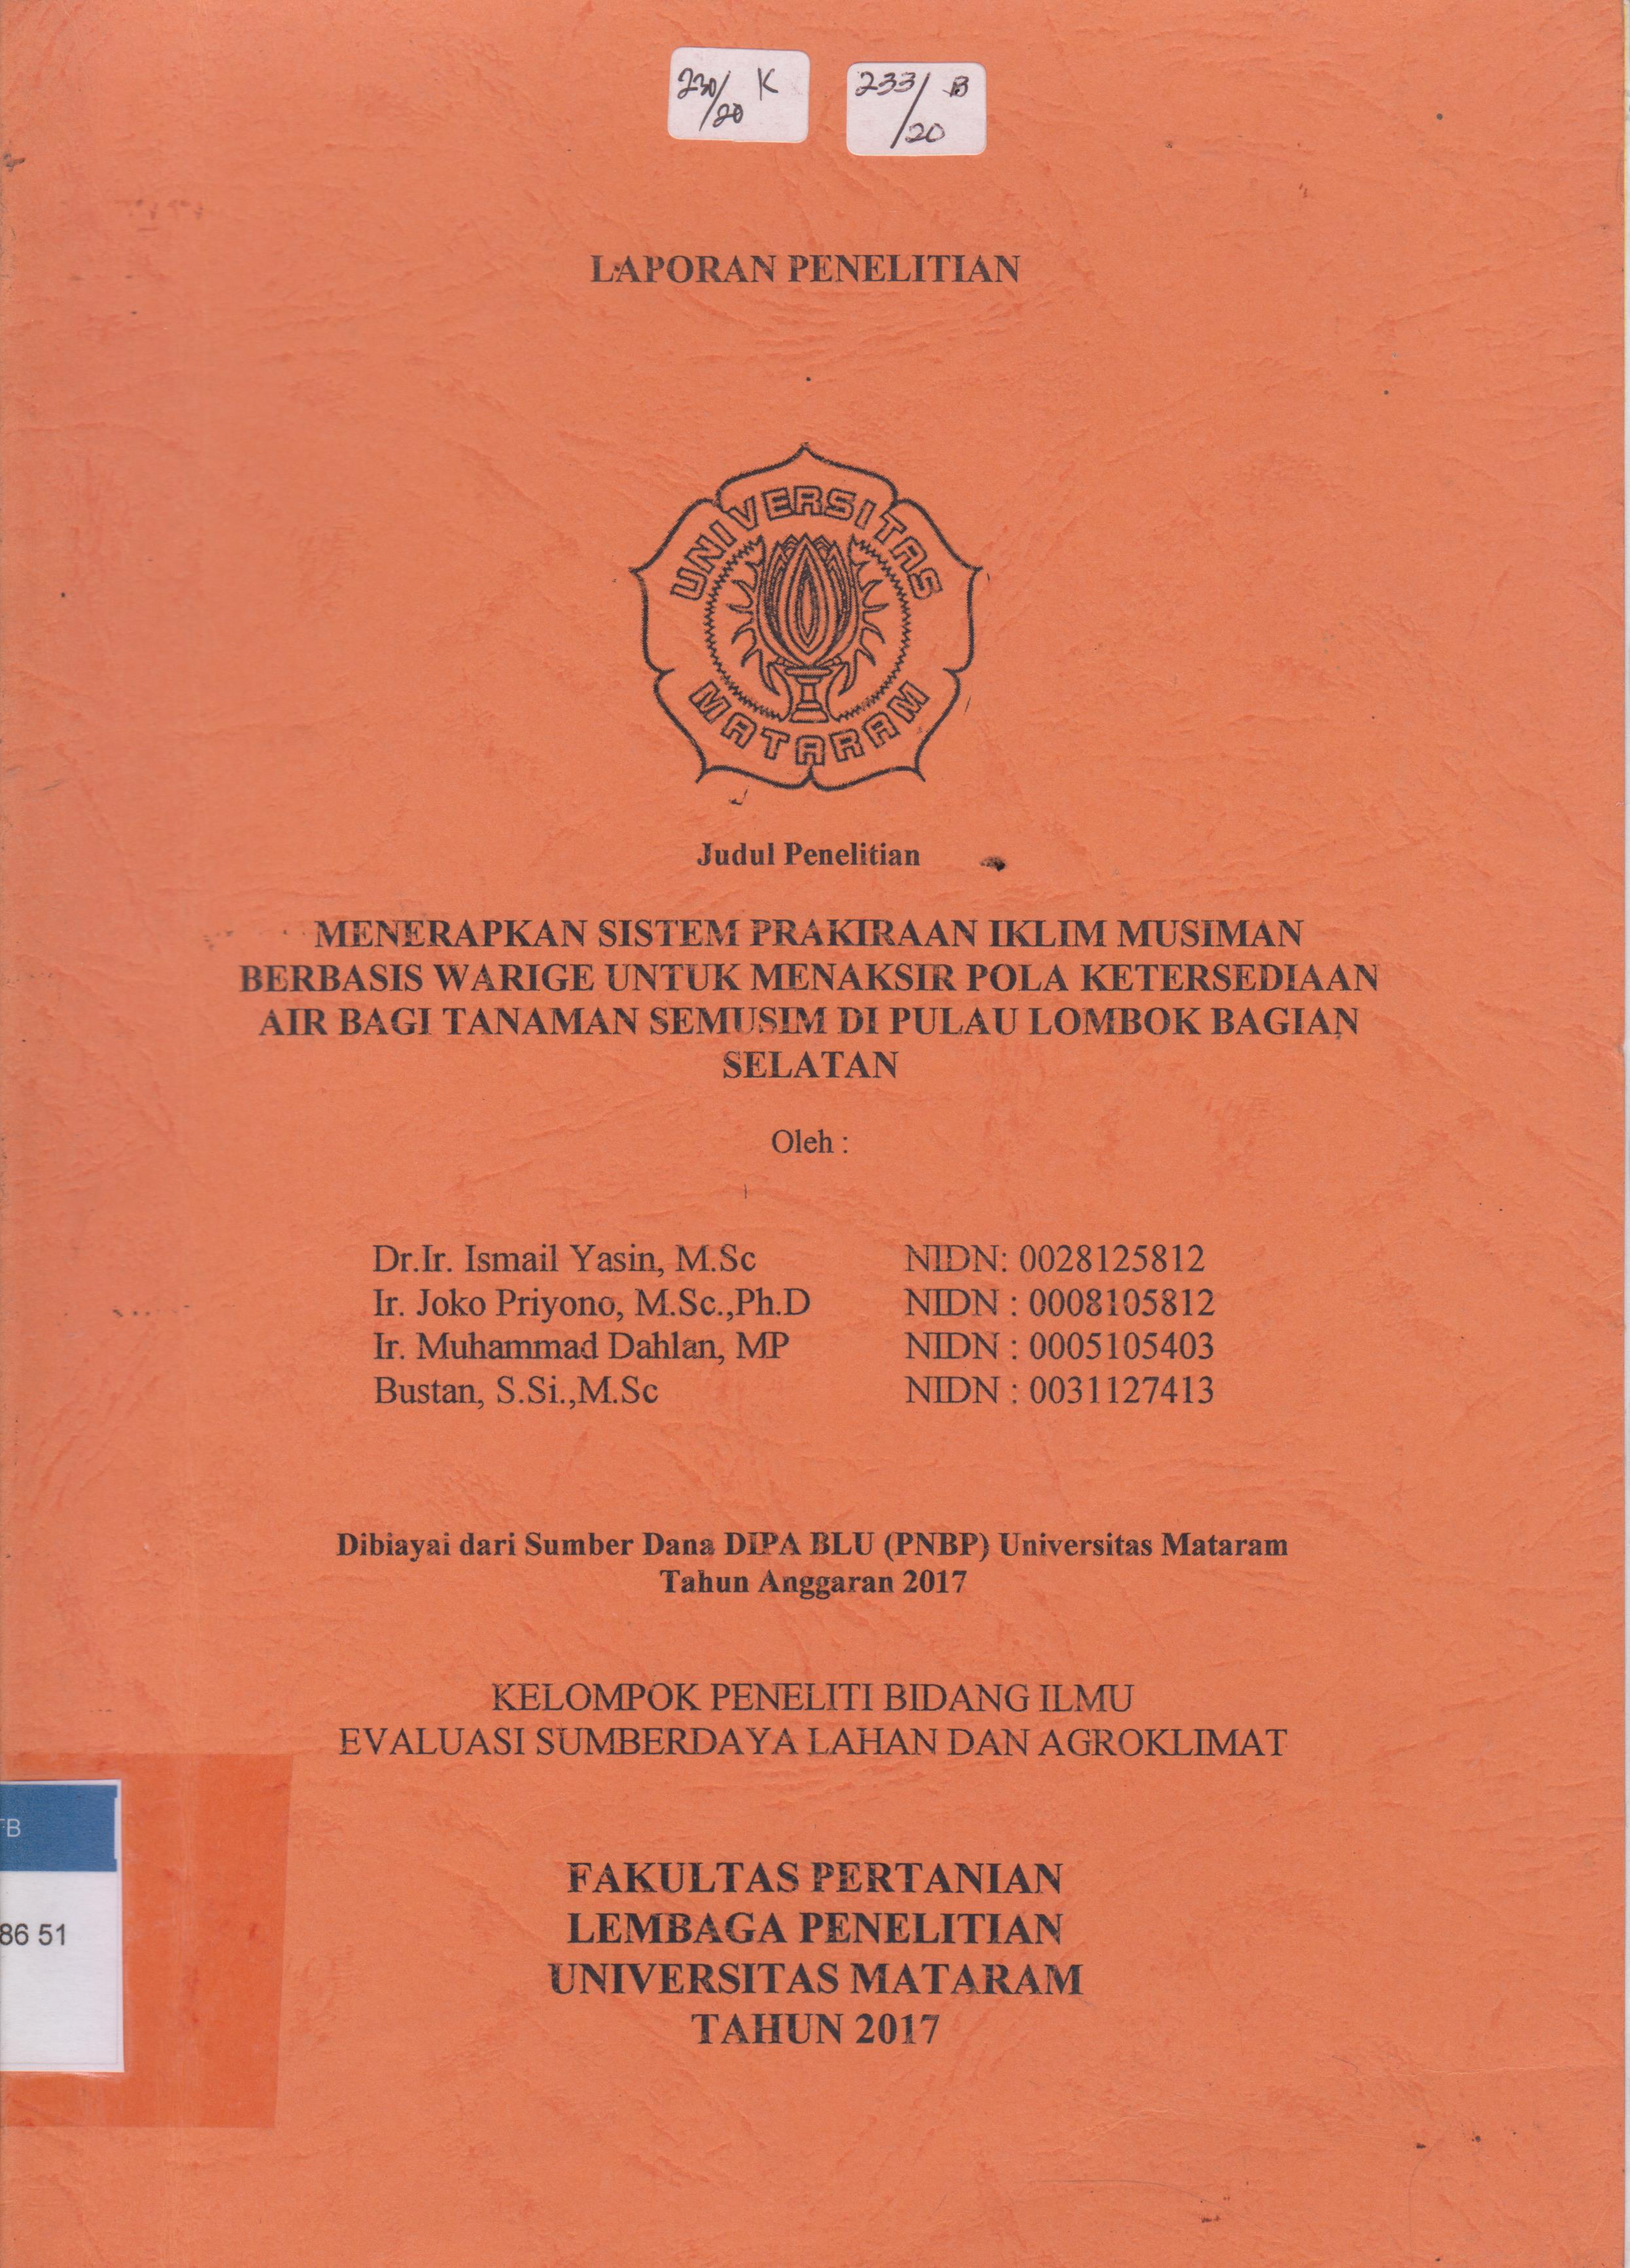 230/20 K
233/20 B
LAPORAN PENELITIAN
UNIVERSITAS
MATARAM
Judul Penelitian
MENERAPKAN SISTEM PRAKIRAAN IKLIM MUSIMAN
BERBASIS WARIGE UNTUK MENAKSIR POLA KETERSEDIAAN
AIR BAGI TANAMAN SEMUSIM DI PULAU LOMBOK BAGIAN
SELATAN
Oleh :
Dr.Ir. Ismail Yasin, M.Sc NIDN: 0028125812
Ir. Joko Priyono, M.Sc.,Ph.D NIDN : 0008105812
Ir. Muhammad Dahlan, MP NIDN : 0005105403
Bustan, S.Si.,M.Sc NIDN : 0031127413
Dibiayai dari Sumber Dana DIPA BLU (PNBP) Universitas Mataram
Tahun Anggaran 2017
KELOMPOK PENELITI BIDANG ILMU
EVALUASI SUMBERDAYA LAHAN DAN AGROKLIMAT
TB
86 51
FAKULTAS PERTANIAN
LEMBAGA PENELITIAN
UNIVERSITAS MATARAM
TAHUN 2017